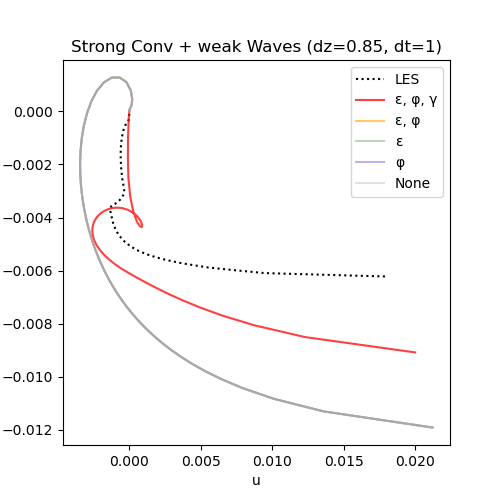 Strong Conv + weak Waves (dz=0.85, dt=1)
LES
ε, φ, γ
ε, φ
ε
φ
None
0.000
−0.002
−0.004
−0.006
−0.008
−0.010
−0.012
0.000 0.005 0.010 0.015 0.020
u